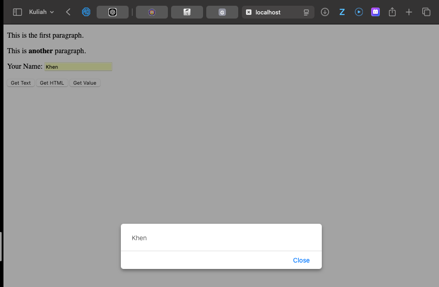 Kuliah
localhost
This is the first paragraph.
This is another paragraph.
Your Name: Khen
Get Text Get HTML Get Value
Khen
Close